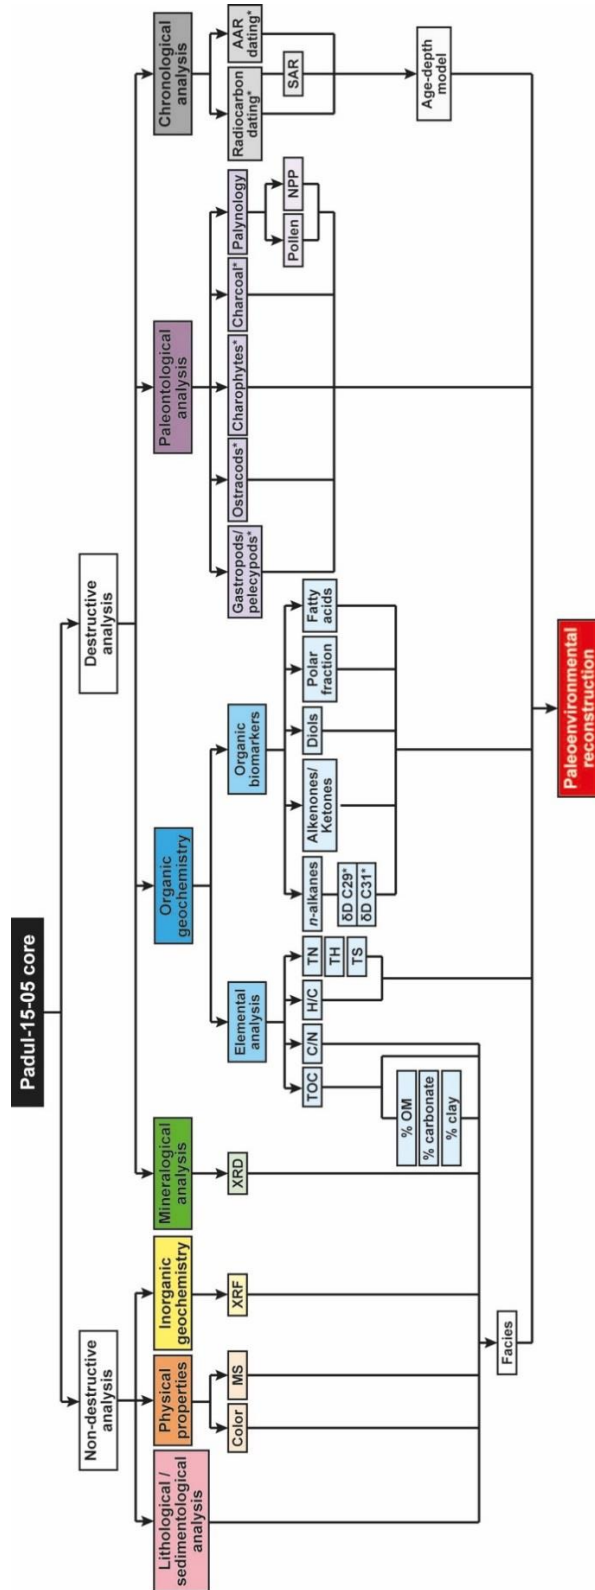 Padul-15-05 core
Non-destructive
analysis
Destructive
analysis
Lithological /
sedimentological
analysis
Physical
properties
Inorganic
geochemistry
Mineralogical
analysis
Organic
geochemistry
Paleontological
analysis
Chronological
analysis
Color
MS
XRF
XRD
Elemental
analysis
Organic
biomarkers
Gastropods/
pelecypods*
Ostracods*
Charophytes*
Charcoal*
Palynology
Radiocarbon
dating*
AAR
dating*
SAR
Pollen
NPP
TOC
C/N
H/C
TN
TH
TS
n-alkanes
δD C29*
δD C31*
Alkenones/
Ketones
Diols
Polar
fraction
Fatty
acids
% OM
% carbonate
% clay
Age-depth
model
Facies
Paleoenvironmental
reconstruction